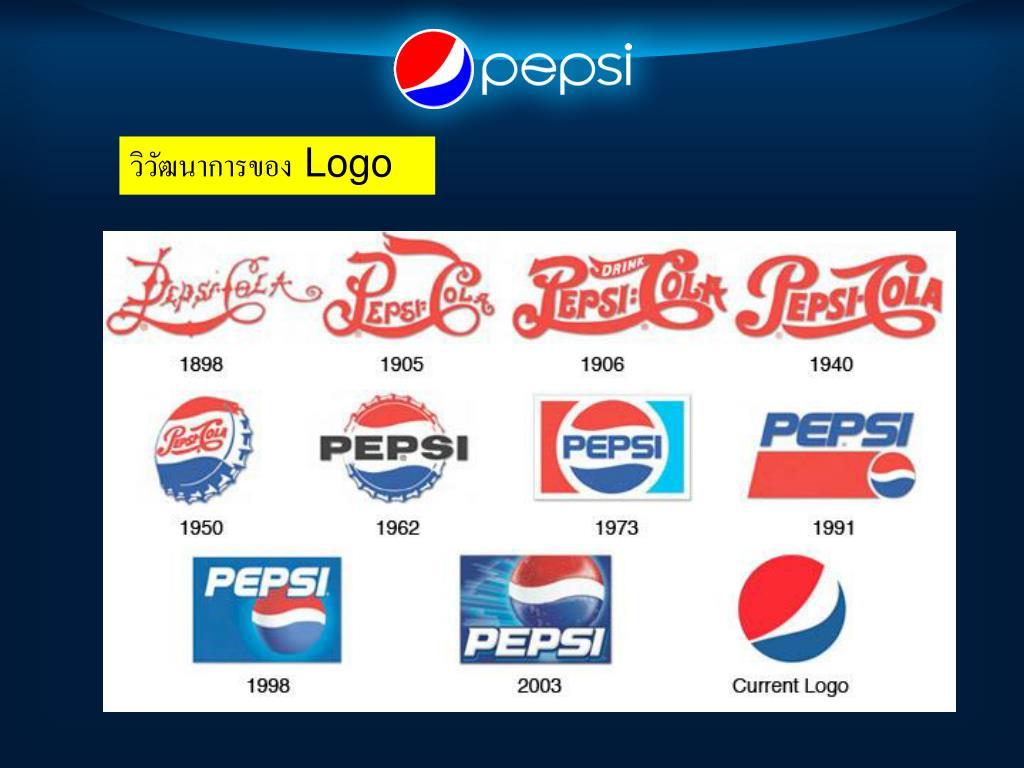 pepsi
วิวัฒนาการของ Logo
PEPSI-COLA PEPSI:COLA DRINK PEPSI:COLA PEPSI-COLA
1898 1905 1906 1940
PEPSI-COLA PEPSI PEPSI PEPSI
1950 1962 1973 1991
PEPSI PEPSI
1998 2003 Current Logo